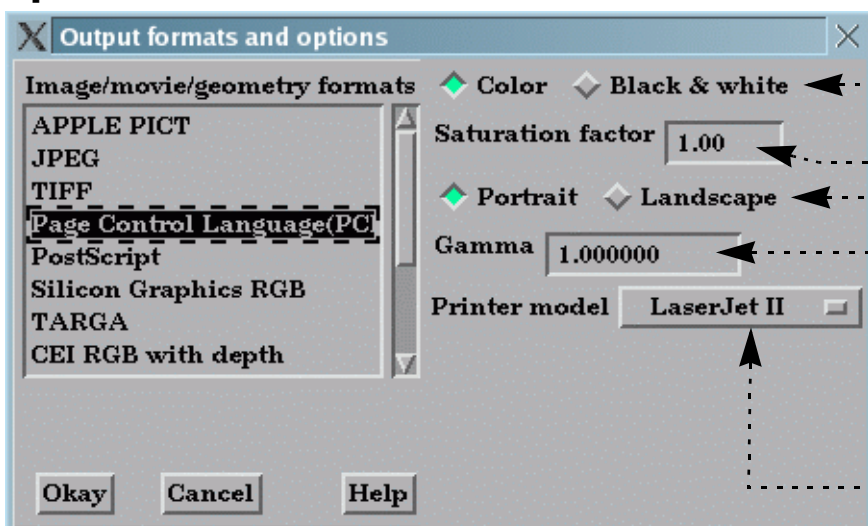 Output formats and options
Image/movie/geometry formats
APPLE PICT
JPEG
TIFF
Page Control Language(PC
PostScript
Silicon Graphics RGB
TARGA
CEI RGB with depth
Color
Black & white
Saturation factor
1.00
Portrait
Landscape
Gamma
1.000000
Printer model
LaserJet II
Okay
Cancel
Help